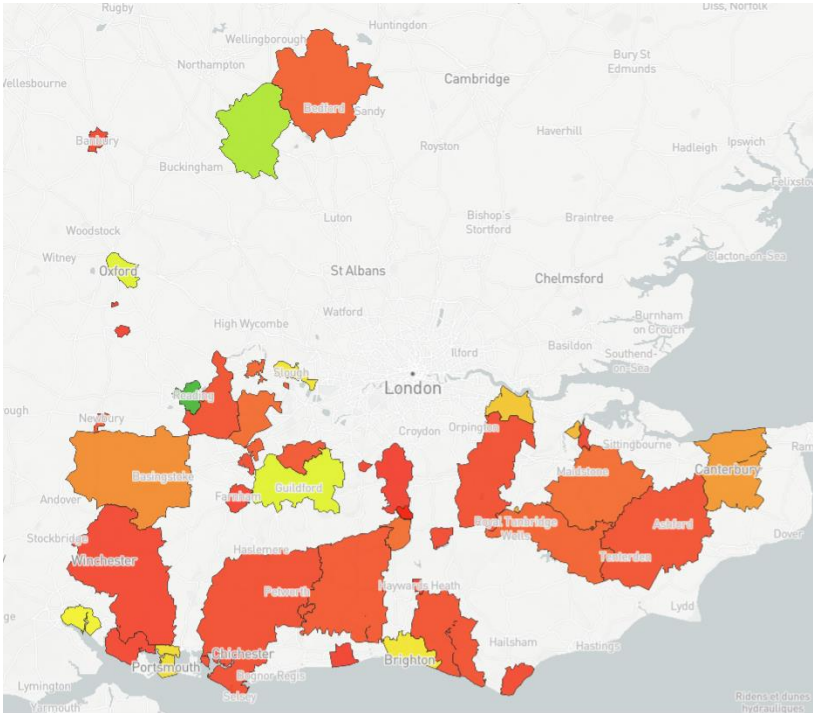 Rugby
Huntingdon
Diss, Norfolk
Wellingborough
Northampton
Bury St
Edmunds
Cambridge
Wellesbourne
Bedford
Sandy
Banbury
Haverhill
Royston
Hadleigh
Ipswich
Buckingham
Felixstow
Luton
Bishop's
Stortford
Braintree
Woodstock
Witney
Oxford
St Albans
Chelmsford
Clacton-on-Sea
Watford
High Wycombe
Burnham
on Crouch
Ilford
Basildon
Southend-
on-Sea
Slough
London
Reading
ough
Newbury
Croydon
Orpington
Sittingbourne
Ram
Basingstoke
Maidstone
Canterbury
Andover
Farnham
Guildford
Stockbridge
Royal Tunbridge
Wells
Ashford
Dover
Haslemere
Winchester
Tenterden
Petworth
Haywards Heath
Lydd
ge
Hailsham
Hastings
Chichester
Portsmouth
Brighton
Bognor Regis
Lymington
Selsey
Yarmouth
Ridens et dunes
hydrauliques